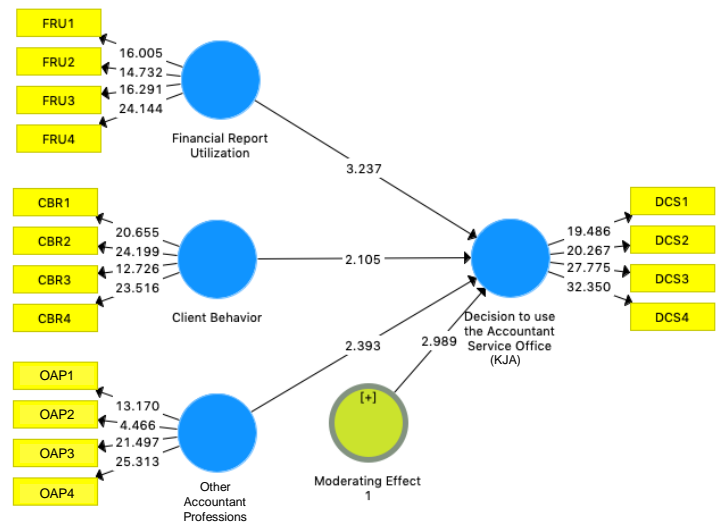 FRU1
FRU2
FRU3
FRU4
16.005
14.732
16.291
24.144
Financial Report
Utilization
3.237
CBR1
CBR2
CBR3
CBR4
20.655
24.199
12.726
23.516
Client Behavior
2.105
DCS1
DCS2
DCS3
DCS4
19.486
20.267
27.775
32.350
Decision to use
the Accountant
Service Office
(KJA)
OAP1
OAP2
OAP3
OAP4
13.170
4.466
21.497
25.313
Other
Accountant
Professions
2.393
2.989
[+]
Moderating Effect
1